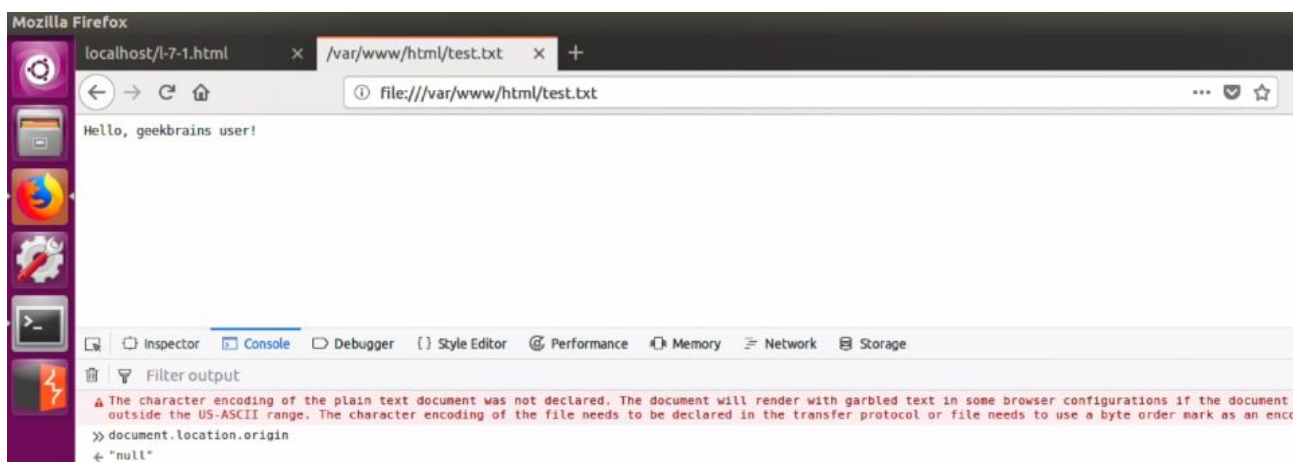 Mozilla Firefox
localhost/l-7-1.html × /var/www/html/test.txt × +
file:///var/www/html/test.txt
Hello, geekbrains user!
Inspector Console Debugger {} Style Editor Performance Memory Network Storage
Filter output
The character encoding of the plain text document was not declared. The document will render with garbled text in some browser configurations if the document
outside the US-ASCII range. The character encoding of the file needs to be declared in the transfer protocol or file needs to use a byte order mark as an enco
» document.location.origin
← "null"